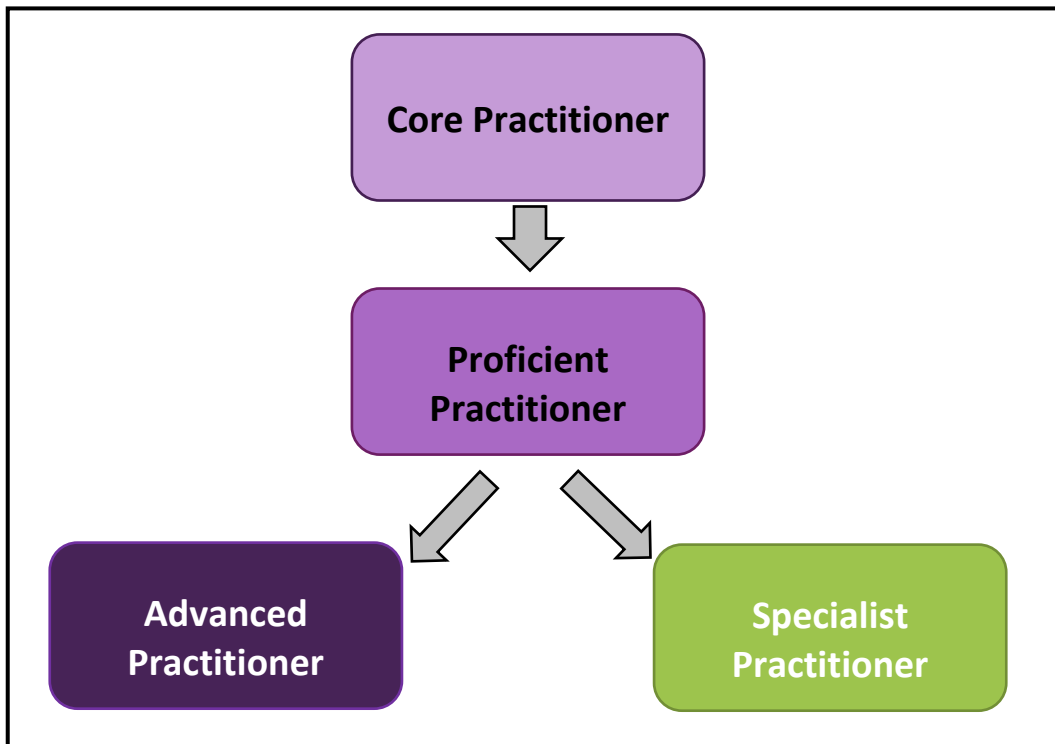 Core Practitioner
Proficient
Practitioner
Advanced
Practitioner
Specialist
Practitioner